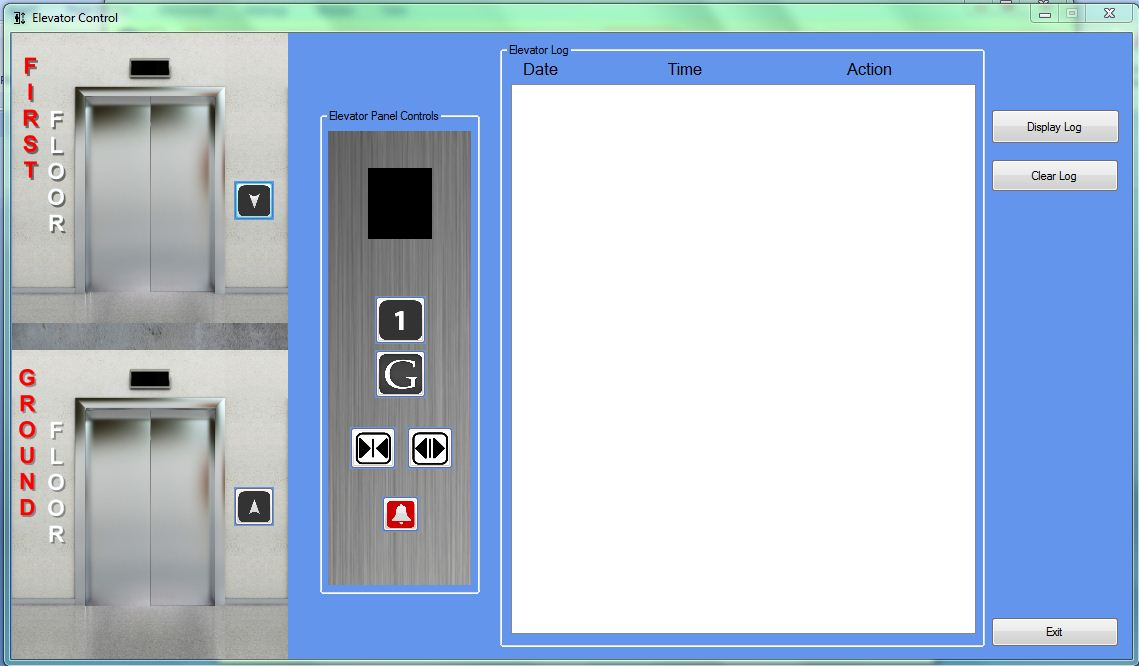 Elevator Control
FIRST
FLOOR
GROUND
FLOOR
Elevator Panel Controls
1
G
Elevator Log
Date Time Action
Display Log
Clear Log
Exit